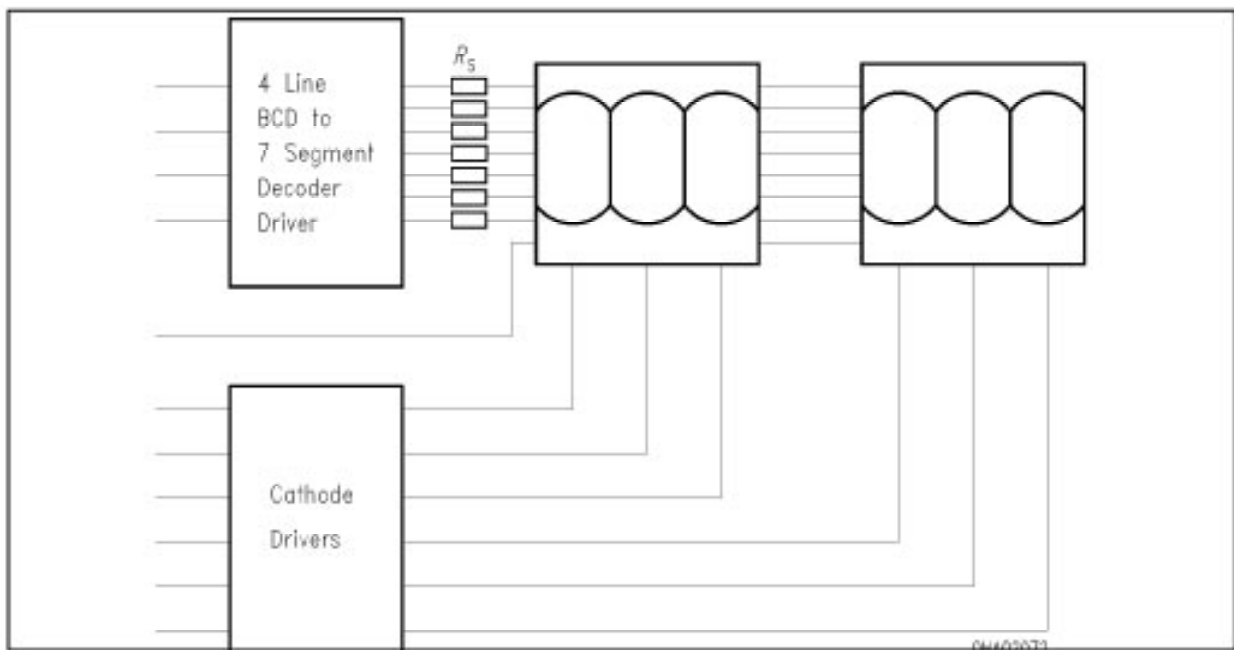 4 Line
BCD to
7 Segment
Decoder
Driver
RS
Cathode
Drivers